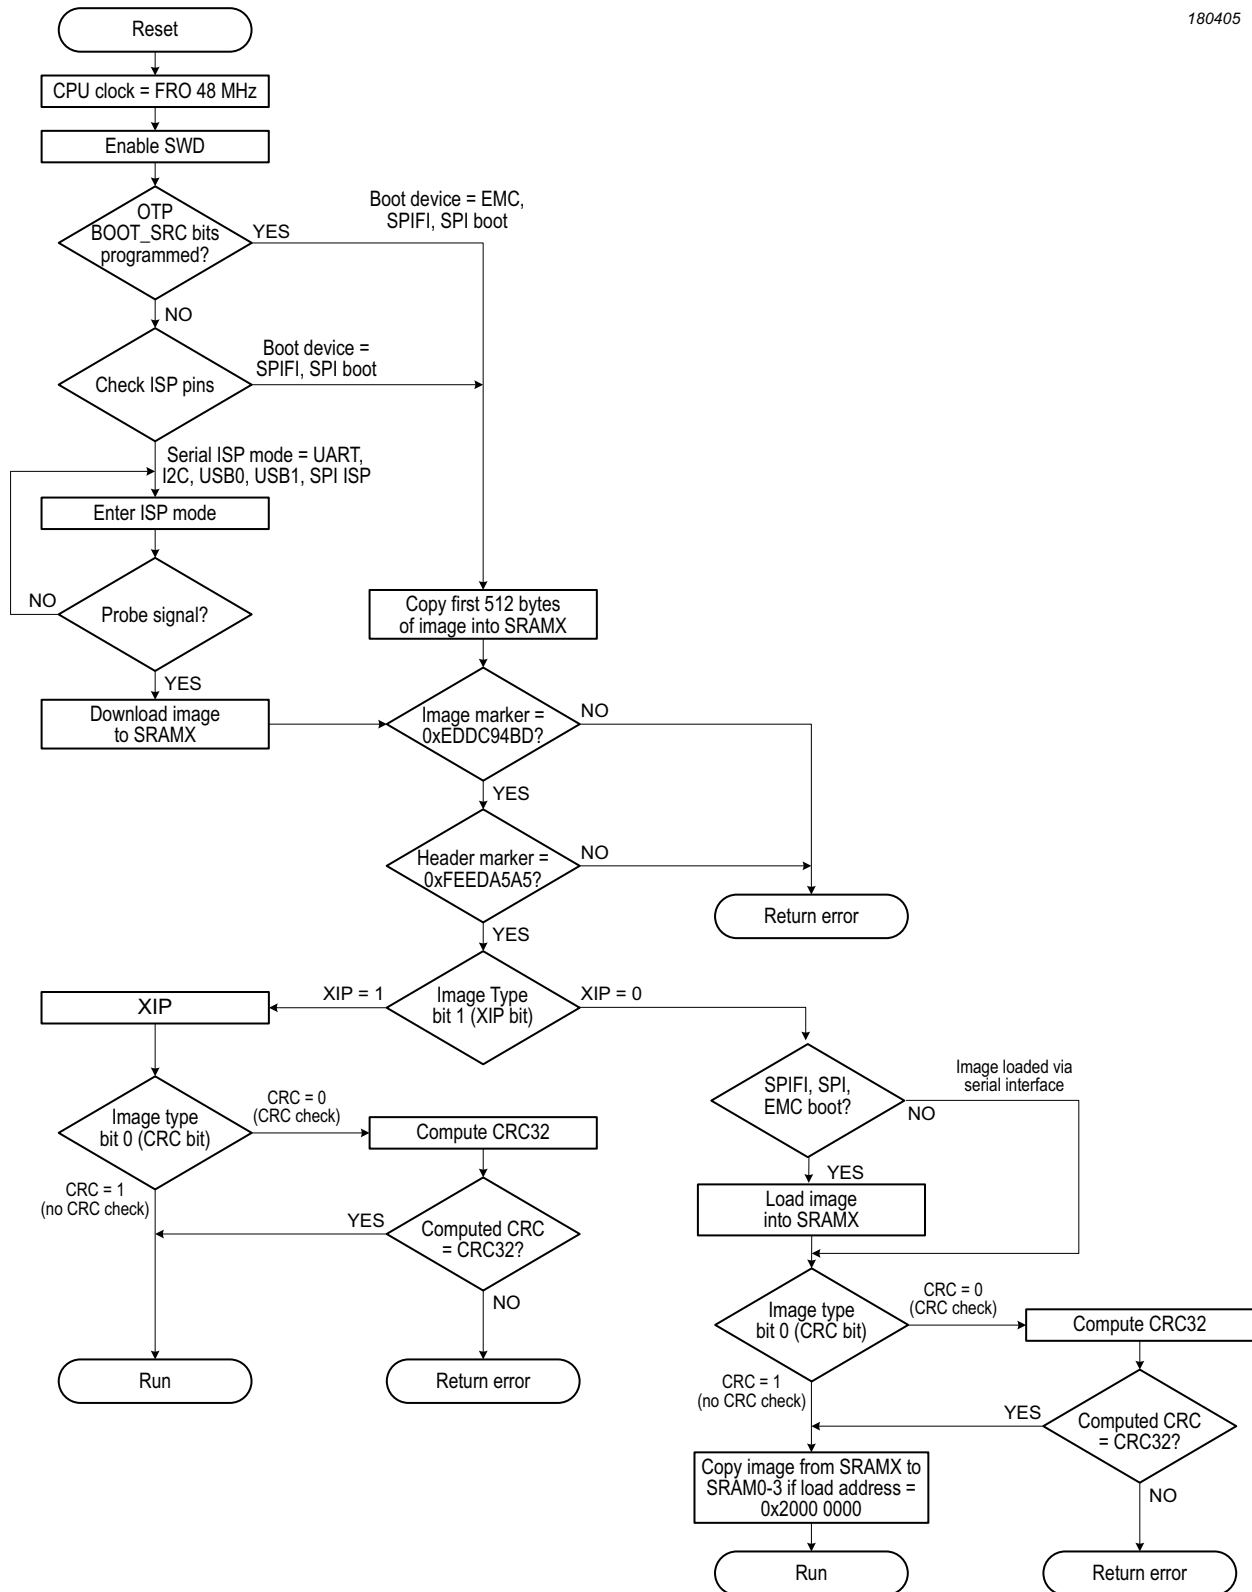 180405
Reset
CPU clock = FRO 48 MHz
Enable SWD
OTP
BOOT_SRC bits
programmed?
YES
Boot device = EMC,
SPIFI, SPI boot
NO
Check ISP pins
Boot device =
SPIFI, SPI boot
Serial ISP mode = UART,
I2C, USB0, USB1, SPI ISP
Enter ISP mode
Probe signal?
NO
YES
Download image
to SRAMX
Copy first 512 bytes
of image into SRAMX
Image marker =
0xEDDC94BD?
NO
YES
Header marker =
0xFEEDA5A5?
NO
Return error
YES
Image Type
bit 1 (XIP bit)
XIP = 1
XIP = 0
XIP
Image type
bit 0 (CRC bit)
CRC = 0
(CRC check)
Compute CRC32
CRC = 1
(no CRC check)
YES
Computed CRC
= CRC32?
NO
Run
Return error
SPIFI, SPI,
EMC boot?
Image loaded via
serial interface
NO
YES
Load image
into SRAMX
Image type
bit 0 (CRC bit)
CRC = 0
(CRC check)
Compute CRC32
CRC = 1
(no CRC check)
YES
Computed CRC
= CRC32?
NO
Copy image from SRAMX to
SRAM0-3 if load address =
0x2000 0000
Run
Return error